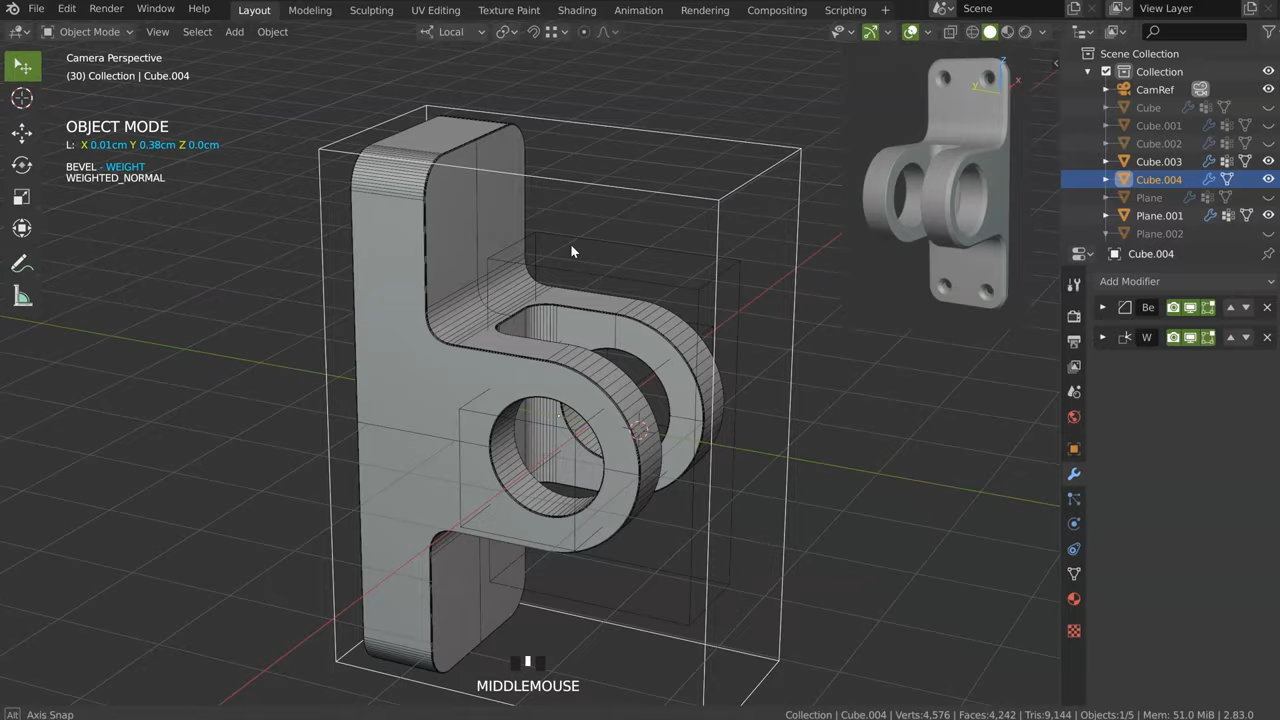 File Edit Render Window Help Layout Modeling Sculpting UV Editing Texture Paint Shading Animation Rendering Compositing Scripting + Scene View Layer
Object Mode View Select Add Object Local
Camera Perspective
(30) Collection | Cube.004
OBJECT MODE
L: X 0.01cm Y 0.38cm Z 0.0cm
BEVEL - WEIGHT
WEIGHTED_NORMAL
z
x
y
Scene Collection
Collection
CamRef
Cube
Cube.001
Cube.002
Cube.003
Cube.004
Plane
Plane.001
Plane.002
Cube.004
Add Modifier
Be
W
MIDDLEMOUSE
Alt Axis Snap
Collection | Cube.004 | Verts:4,576 | Faces:4,242 | Tris:9,144 | Objects:1/5 | Mem: 51.0 MiB | 2.83.0